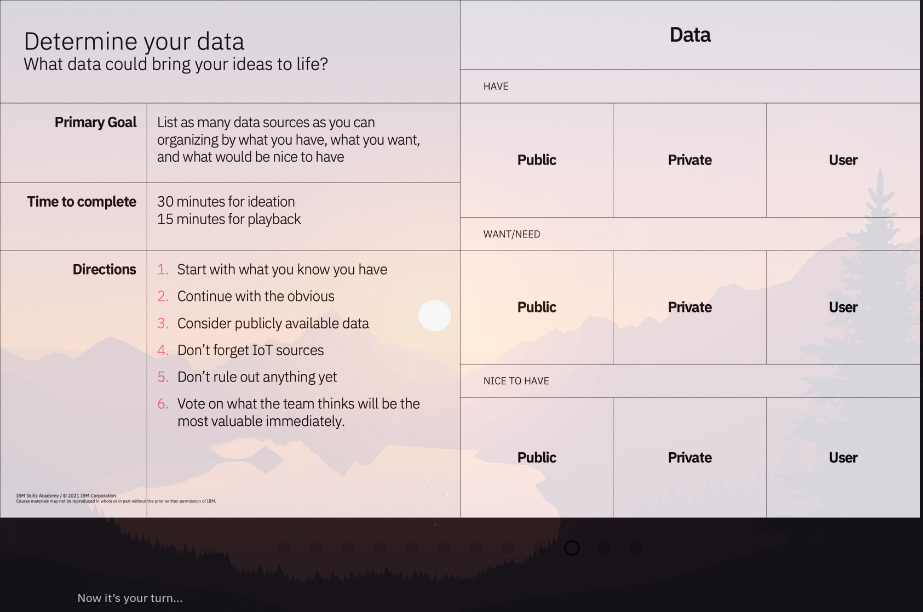 Determine your data
What data could bring your ideas to life?
Primary Goal
List as many data sources as you can
organizing by what you have, what you want,
and what would be nice to have
Time to complete
30 minutes for ideation
15 minutes for playback
Directions
1. Start with what you know you have
2. Continue with the obvious
3. Consider publicly available data
4. Don’t forget IoT sources
5. Don’t rule out anything yet
6. Vote on what the team thinks will be the
most valuable immediately.
IBM Skills Academy / © 2021 IBM Corporation
Course materials may not be reproduced in whole or in part without the prior written permission of IBM.
Data
HAVE
Public
Private
User
WANT/NEED
Public
Private
User
NICE TO HAVE
Public
Private
User
Now it’s your turn...